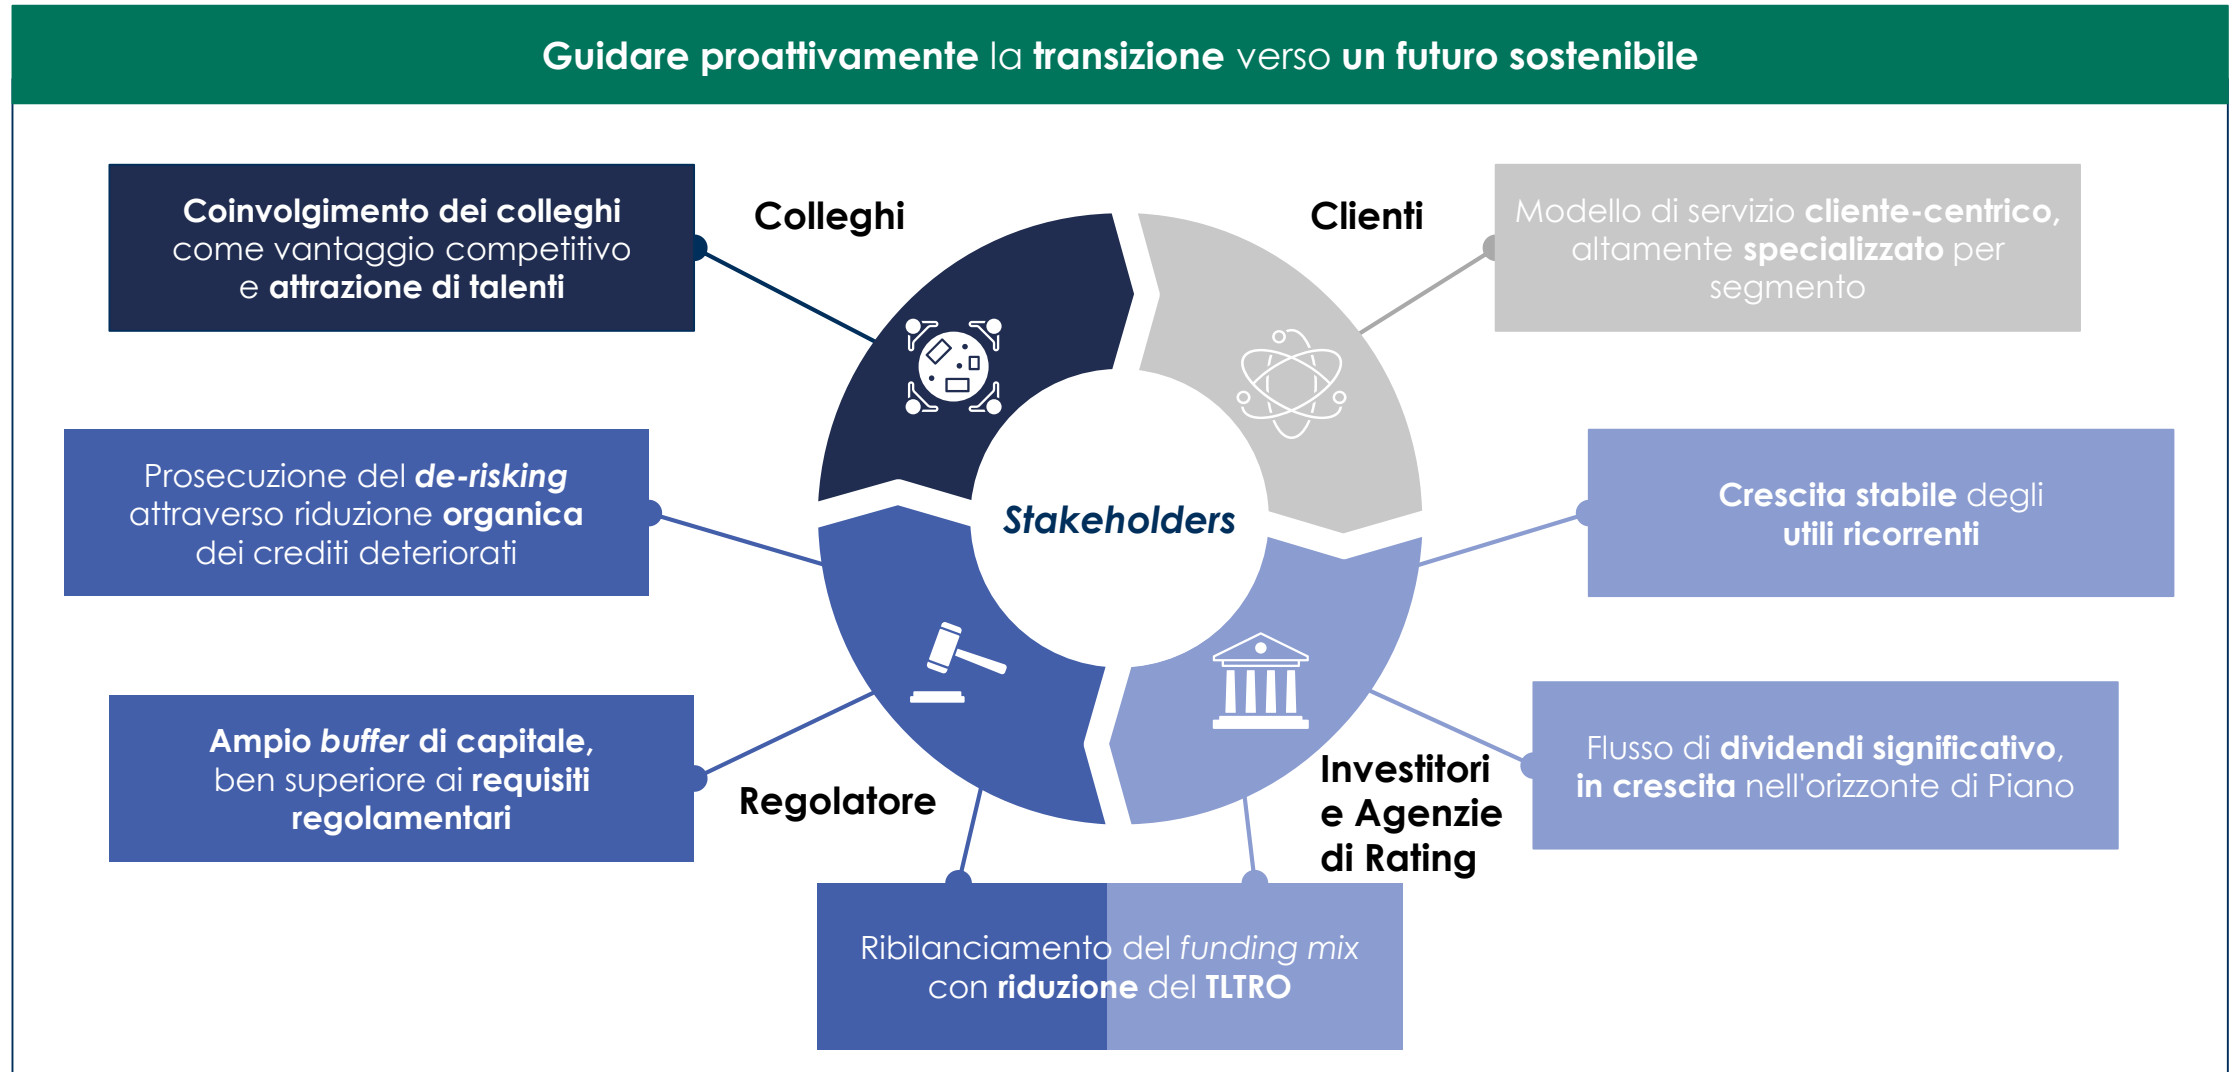 Guidare proattivamente la transizione verso un futuro sostenibile
Colleghi
Coinvolgimento dei colleghi
come vantaggio competitivo
e attrazione di talenti
Clienti
Modello di servizio cliente-centrico,
altamente specializzato per
segmento
Prosecuzione del de-risking
attraverso riduzione organica
dei crediti deteriorati
Stakeholders
Crescita stabile degli
utili ricorrenti
Ampio buffer di capitale,
ben superiore ai requisiti
regolamentari
Regolatore
Investitori
e Agenzie
di Rating
Flusso di dividendi significativo,
in crescita nell'orizzonte di Piano
Ribilanciamento del funding mix
con riduzione del TLTRO